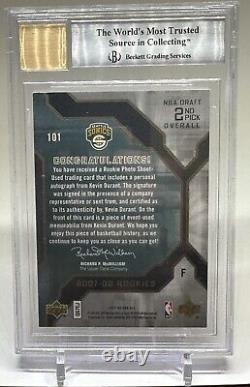 The World's Most Trusted
Source in Collecting™
Beckett Grading Services
101
SONICS
NBA DRAFT
2ND
PICK
OVERALL
CONGRATULATIONS!
You have received a Rookie Photo Shoot-
Used trading card that includes a personal
autograph from Kevin Durant. The signature
was signed in the presence of a company
representative or sent from, and certified on
its authenticity by, Kevin Durant. On the
front of this card is a piece of event-used
memorabilia from Kevin Durant. We hope you
enjoy this piece of basketball history, as we
continue to keep you as close as you can get!
RICHARD P. McWILLIAM
The Upper Deck Company
F
2007-08 ROOKIES